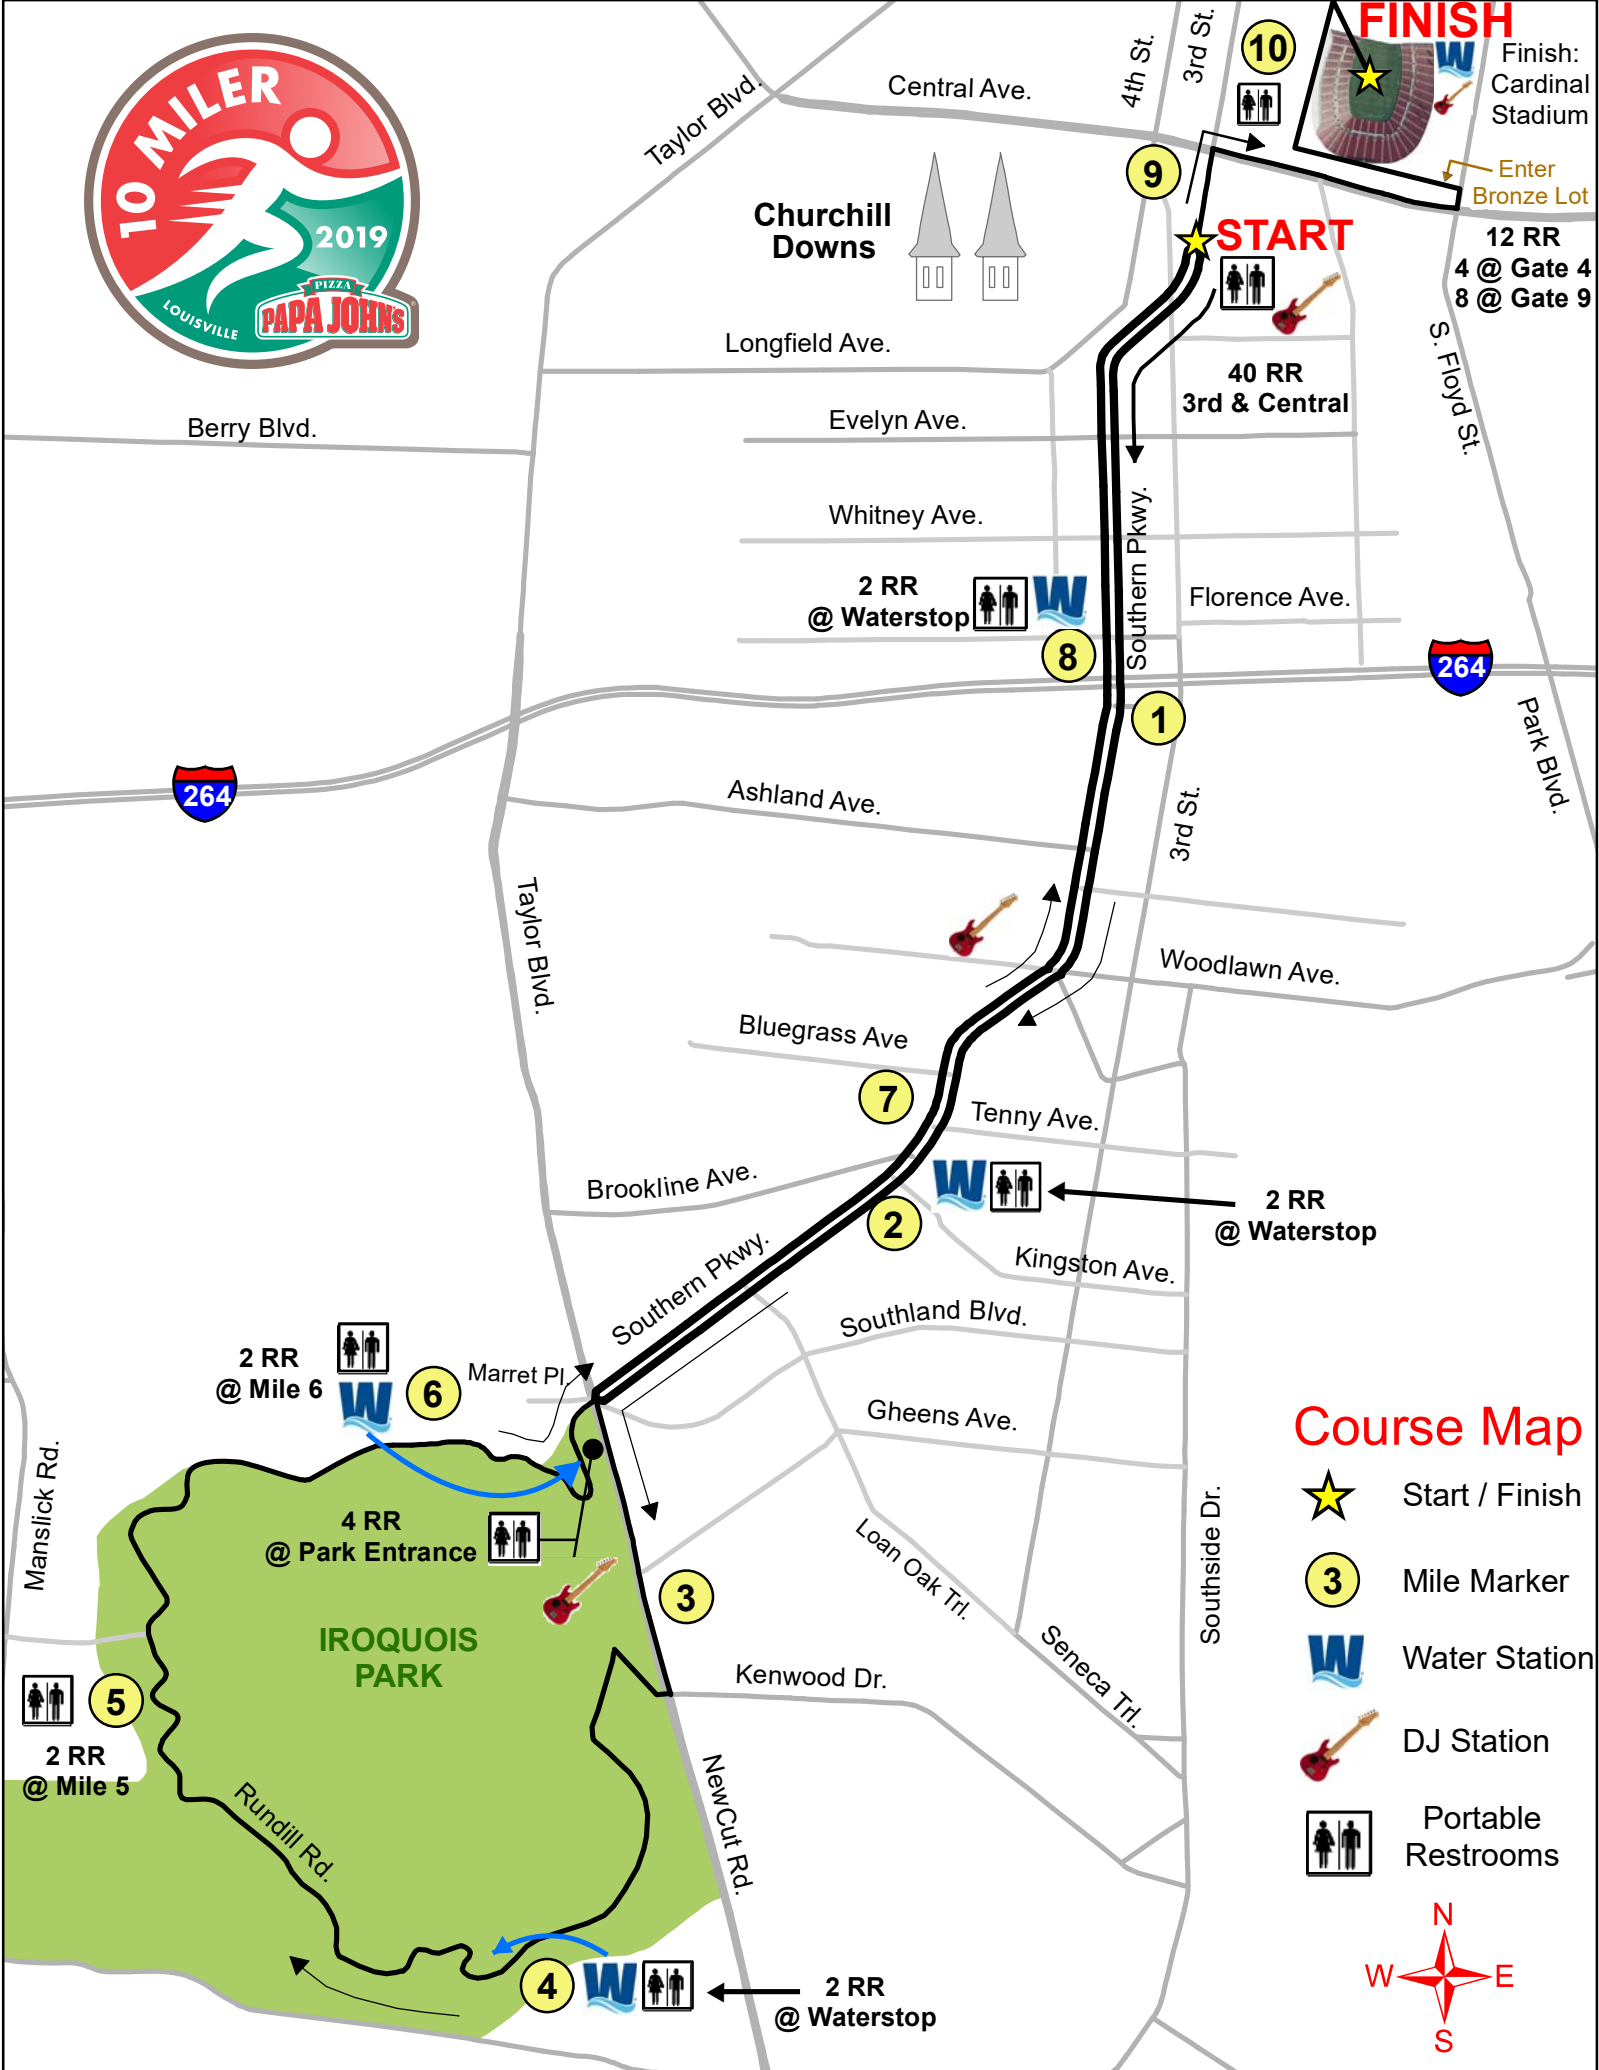 10 MILER
2019
LOUISVILLE
PIZZA
PAPA JOHN'S
Taylor Blvd.
Central Ave.
4th St.
3rd St.
10
FINISH
W
Finish:
Cardinal
Stadium
Enter
Bronze Lot
12 RR
4 @ Gate 4
8 @ Gate 9
9
START
Churchill
Downs
40 RR
3rd & Central
S. Floyd St.
Longfield Ave.
Berry Blvd.
Evelyn Ave.
Whitney Ave.
Southern Pkwy.
2 RR
@ Waterstop
W
Florence Ave.
8
264
1
Park Blvd.
264
Ashland Ave.
3rd St.
Taylor Blvd.
Woodlawn Ave.
Bluegrass Ave
7
Tenny Ave.
Brookline Ave.
W
2 RR
@ Waterstop
2
Kingston Ave.
Southern Pkwy.
Southland Blvd.
2 RR
@ Mile 6
W
6
Marret Pl.
Gheens Ave.
Manslick Rd.
4 RR
@ Park Entrance
3
Loan Oak Trl.
Southside Dr.
IROQUOIS
PARK
Kenwood Dr.
Seneca Trl.
5
2 RR
@ Mile 5
Rundill Rd.
NewCut Rd.
4
W
2 RR
@ Waterstop
Course Map
Start / Finish
3
Mile Marker
W
Water Station
DJ Station
Portable
Restrooms
N
W
E
S